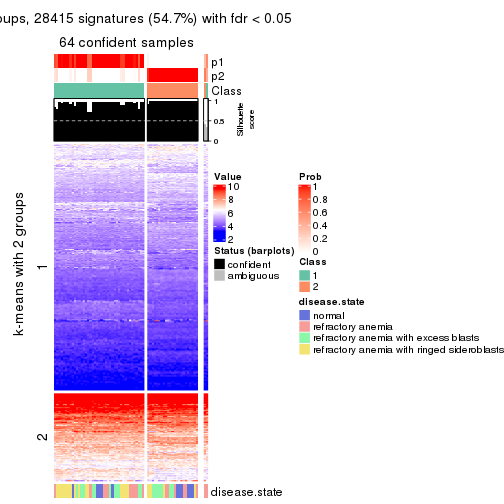 oups, 28415 signatures (54.7%) with fdr < 0.05
64 confident samples
p1
p2
Class
1
0.5
0
Silhouette
score
k-means with 2 groups
1
2
Value
10
8
6
4
2
Status (barplots)
confident
ambiguous
Prob
1
0.8
0.6
0.4
0.2
0
Class
1
2
disease.state
normal
refractory anemia
refractory anemia with excess blasts
refractory anemia with ringed sideroblasts
disease.state